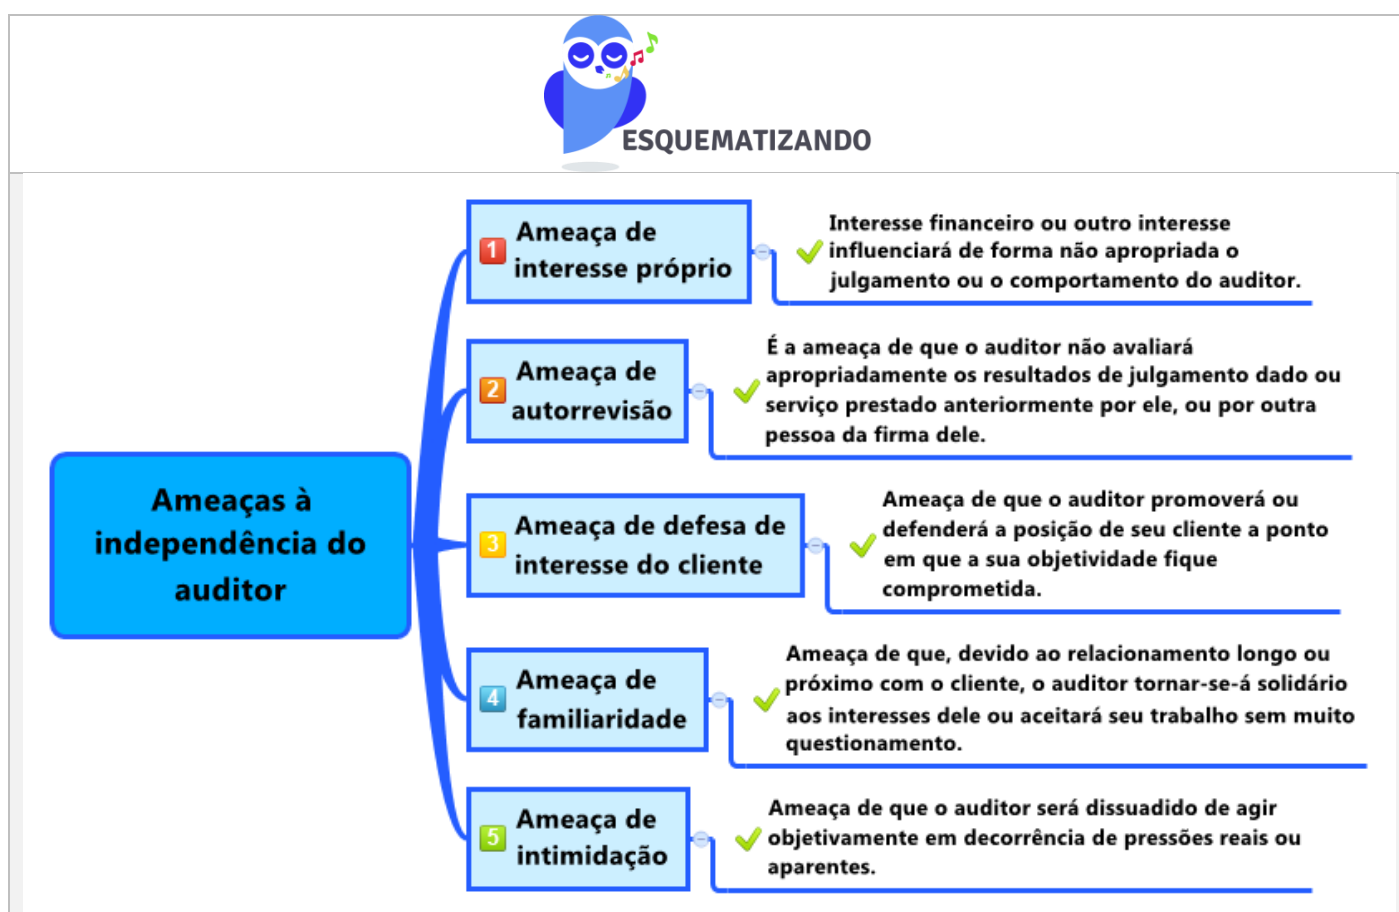 ESQUEMATIZANDO
Ameaças à
independência do
auditor
1
Ameaça de
interesse próprio
Interesse financeiro ou outro interesse
influenciará de forma não apropriada o
julgamento ou o comportamento do auditor.
2
Ameaça de
autorrevisão
É a ameaça de que o auditor não avaliará
apropriadamente os resultados de julgamento dado ou
serviço prestado anteriormente por ele, ou por outra
pessoa da firma dele.
3
Ameaça de defesa de
interesse do cliente
Ameaça de que o auditor promoverá ou
defenderá a posição de seu cliente a ponto
em que a sua objetividade fique
comprometida.
4
Ameaça de
familiaridade
Ameaça de que, devido ao relacionamento longo ou
próximo com o cliente, o auditor tornar-se-á solidário
aos interesses dele ou aceitará seu trabalho sem muito
questionamento.
5
Ameaça de
intimidação
Ameaça de que o auditor será dissuadido de agir
objetivamente em decorrência de pressões reais ou
aparentes.